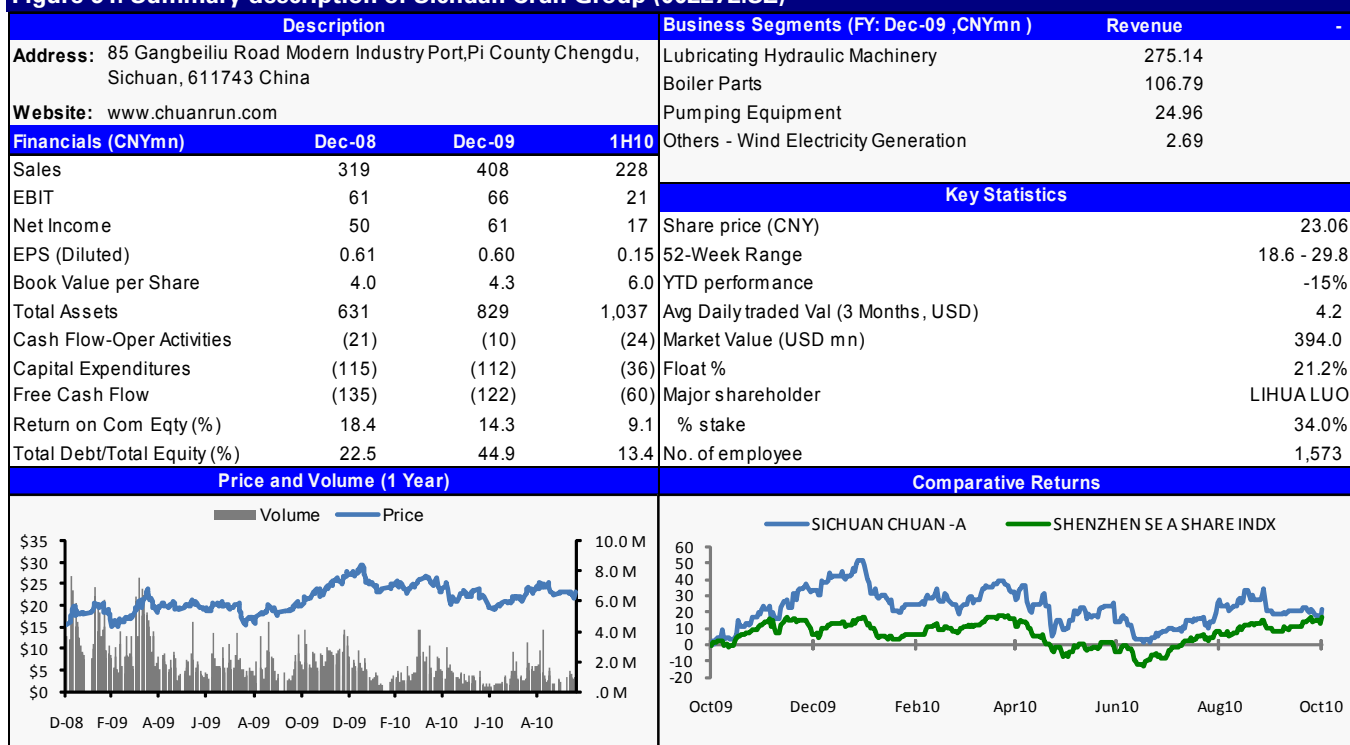 Description
Address: 85 Gangbeiliu Road Modern Industry Port,Pi County Chengdu,
Sichuan, 611743 China
Website: www.chuanrun.com
Financials (CNYmn) Dec-08 Dec-09 1H10
Sales 319 408 228
EBIT 61 66 21
Net Income 50 61 17
EPS (Diluted) 0.61 0.60 0.15
Book Value per Share 4.0 4.3 6.0
Total Assets 631 829 1,037
Cash Flow-Oper Activities (21) (10) (24)
Capital Expenditures (115) (112) (36)
Free Cash Flow (135) (122) (60)
Return on Com Eqty (%) 18.4 14.3 9.1
Total Debt/Total Equity (%) 22.5 44.9 13.4
Business Segments (FY: Dec-09 ,CNYmn ) Revenue -
Lubricating Hydraulic Machinery 275.14
Boiler Parts 106.79
Pumping Equipment 24.96
Others - Wind Electricity Generation 2.69
Key Statistics
Share price (CNY) 23.06
52-Week Range 18.6 - 29.8
YTD performance -15%
Avg Daily traded Val (3 Months, USD) 4.2
Market Value (USD mn) 394.0
Float % 21.2%
Major shareholder LIHUA LUO
% stake 34.0%
No. of employee 1,573
Price and Volume (1 Year)
Volume Price
$35
$30
$25
$20
$15
$10
$5
$0
10.0 M
8.0 M
6.0 M
4.0 M
2.0 M
.0 M
D-08 F-09 A-09 J-09 A-09 O-09 D-09 F-10 A-10 J-10 A-10
Comparative Returns
SICHUAN CHUAN -A SHENZHEN SE A SHARE INDX
60
50
40
30
20
10
0
-10
-20
Oct09 Dec09 Feb10 Apr10 Jun10 Aug10 Oct10